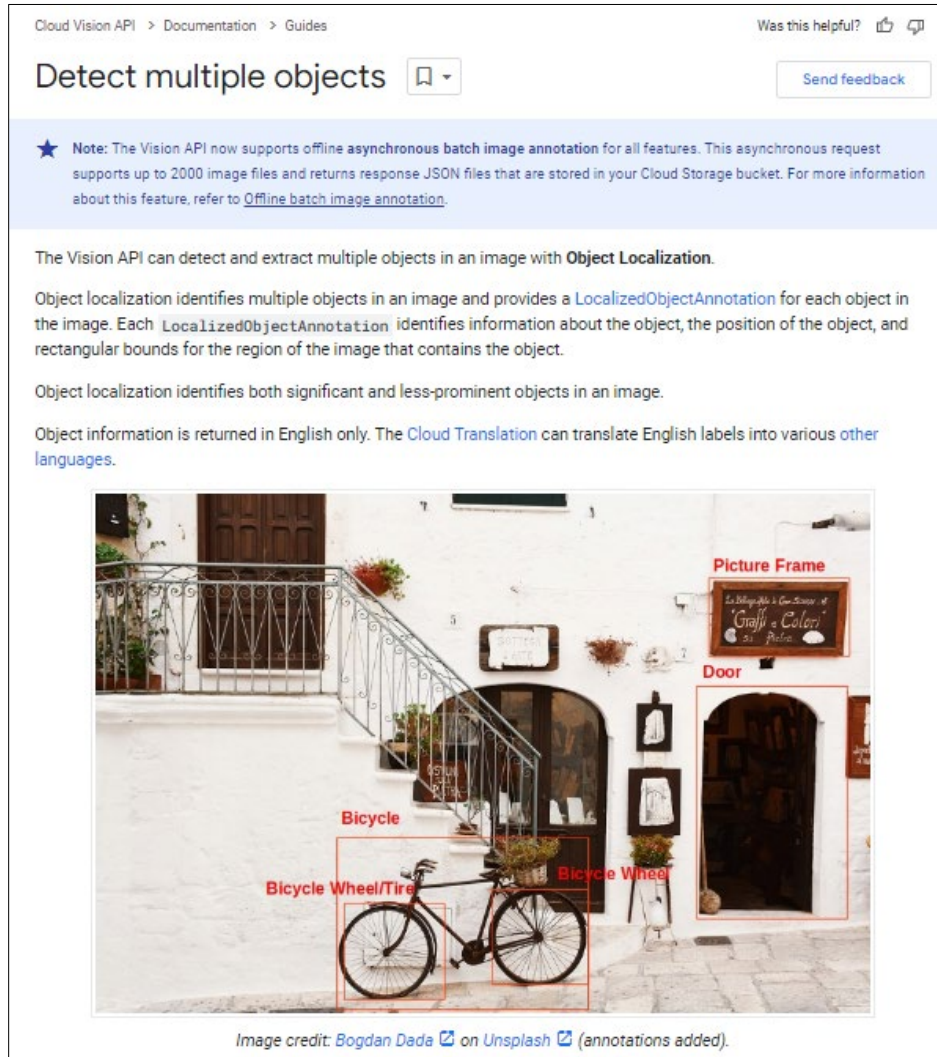 Cloud Vision API > Documentation > Guides
Was this helpful?
Detect multiple objects
Send feedback
Note: The Vision API now supports offline asynchronous batch image annotation for all features. This asynchronous request
supports up to 2000 image files and returns response JSON files that are stored in your Cloud Storage bucket. For more information
about this feature, refer to Offline batch image annotation.
The Vision API can detect and extract multiple objects in an image with Object Localization.
Object localization identifies multiple objects in an image and provides a LocalizedObjectAnnotation for each object in
the image. Each LocalizedObjectAnnotation identifies information about the object, the position of the object, and
rectangular bounds for the region of the image that contains the object.
Object localization identifies both significant and less-prominent objects in an image.
Object information is returned in English only. The Cloud Translation can translate English labels into various other
languages.
Picture Frame
Graffi e Colori
su Pietra
5
BOTTEGA
D'ARTE
Door
Bicycle
Bicycle Wheel/Tire
Bicycle Wheel
Image credit: Bogdan Dada on Unsplash (annotations added).